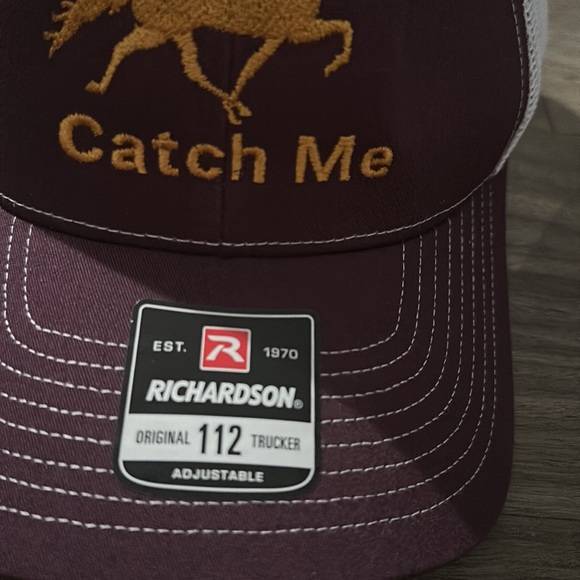 Catch Me
EST. R 1970
RICHARDSON®
ORIGINAL 112 TRUCKER
ADJUSTABLE